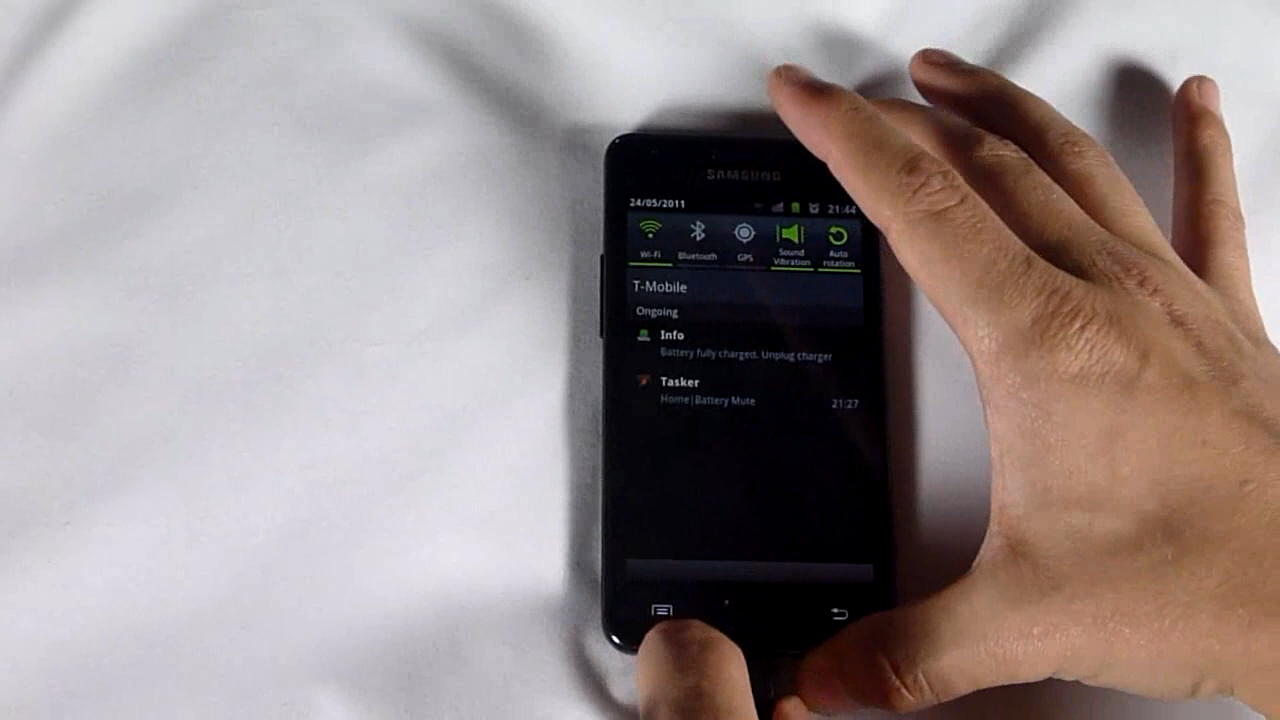 SAMSUNG
24/05/2011 21:44
Wi-Fi Bluetooth GPS Sound Vibration Auto rotation
T-Mobile
Ongoing
Info
Battery fully charged. Unplug charger
Tasker
Home|Battery Mute 21:27